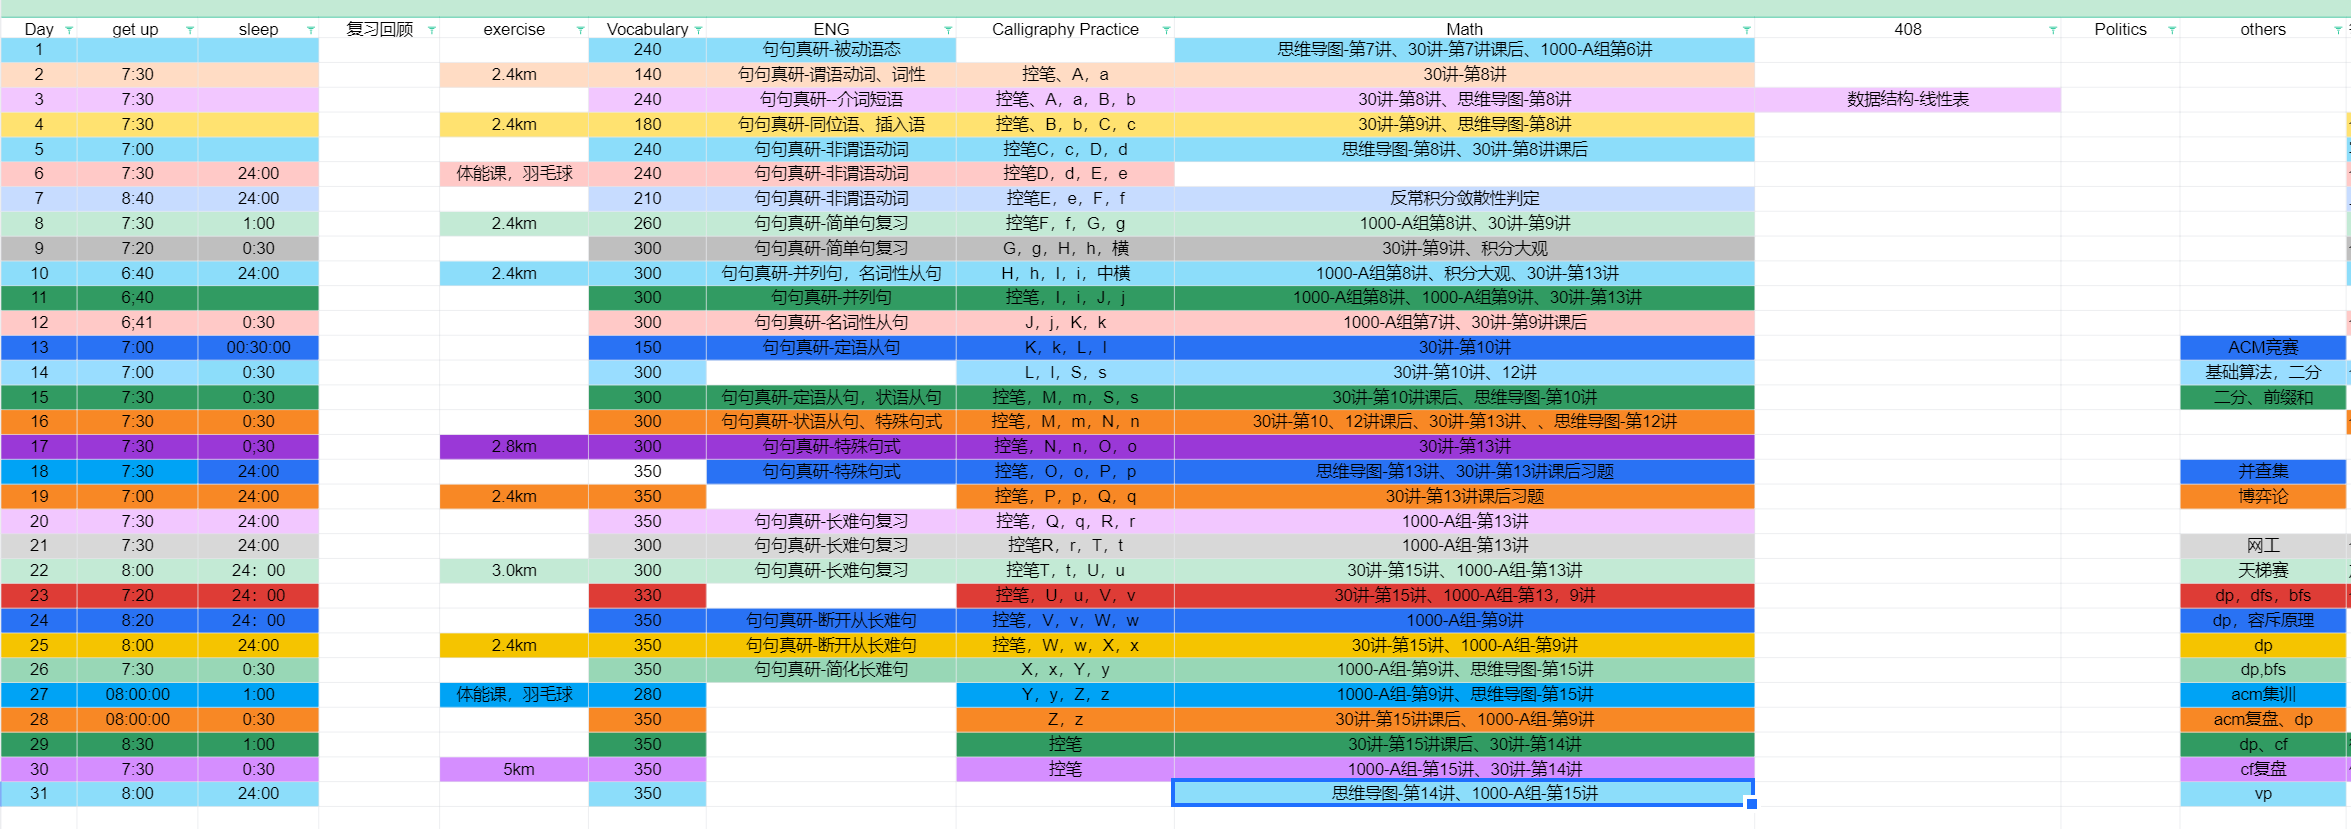 Day get up sleep 复习回顾 exercise Vocabulary ENG Calligraphy Practice Math 408 Politics others
1 240 句句真研-被动语态 思维导图-第7讲、30讲-第7讲课后、1000-A组第6讲
2 7:30 2.4km 140 句句真研-谓语动词、词性 控笔、A，a 30讲-第8讲
3 7:30 240 句句真研--介词短语 控笔、A，a，B，b 30讲-第8讲、思维导图-第8讲 数据结构-线性表
4 7:30 2.4km 180 句句真研-同位语、插入语 控笔、B，b，C，c 30讲-第9讲、思维导图-第8讲
5 7:00 240 句句真研-非谓语动词 控笔C，c，D，d 思维导图-第8讲、30讲-第8讲课后
6 7:30 24:00 体能课，羽毛球 240 句句真研-非谓语动词 控笔D，d，E，e
7 8:40 24:00 210 句句真研-非谓语动词 控笔E，e，F，f 反常积分敛散性判定
8 7:30 1:00 2.4km 260 句句真研-简单句复习 控笔F，f，G，g 1000-A组第8讲、30讲-第9讲
9 7:20 0:30 300 句句真研-简单句复习 G，g，H，h，横 30讲-第9讲、积分大观
10 6:40 24:00 2.4km 300 句句真研-并列句，名词性从句 H，h，I，i，中横 1000-A组第8讲、积分大观、30讲-第13讲
11 6;40 300 句句真研-并列句 控笔，I，i，J，j 1000-A组第8讲、1000-A组第9讲、30讲-第13讲
12 6;41 0:30 300 句句真研-名词性从句 J，j，K，k 1000-A组第7讲、30讲-第9讲课后
13 7:00 00:30:00 150 句句真研-定语从句 K，k，L，l 30讲-第10讲 ACM竞赛
14 7:00 0:30 300 L，l，S，s 30讲-第10讲、12讲 基础算法，二分
15 7:30 0:30 300 句句真研-定语从句，状语从句 控笔，M，m，S，s 30讲-第10讲课后、思维导图-第10讲 二分、前缀和
16 7:30 0:30 300 句句真研-状语从句、特殊句式 控笔，M，m，N，n 30讲-第10、12讲课后、30讲-第13讲、、思维导图-第12讲
17 7:30 0;30 2.8km 300 句句真研-特殊句式 控笔，N，n，O，o 30讲-第13讲
18 7:30 24:00 350 句句真研-特殊句式 控笔，O，o，P，p 思维导图-第13讲、30讲-第13讲课后习题 并查集
19 7:00 24:00 2.4km 350 控笔，P，p，Q，q 30讲-第13讲课后习题 博弈论
20 7:30 24:00 350 句句真研-长难句复习 控笔，Q，q，R，r 1000-A组-第13讲
21 7:30 24:00 300 句句真研-长难句复习 控笔R，r，T，t 1000-A组-第13讲 网工
22 8:00 24：00 3.0km 300 句句真研-长难句复习 控笔T，t，U，u 30讲-第15讲、1000-A组-第13讲 天梯赛
23 7:20 24：00 330 控笔，U，u，V，v 30讲-第15讲、1000-A组-第13，9讲 dp，dfs，bfs
24 8:20 24：00 350 句句真研-断开从长难句 控笔，V，v，W，w 1000-A组-第9讲 dp，容斥原理
25 8:00 24:00 2.4km 350 句句真研-断开从长难句 控笔，W，w，X，x 30讲-第15讲、1000-A组-第9讲 dp
26 7:30 0:30 350 句句真研-简化长难句 X，x，Y，y 1000-A组-第9讲、思维导图-第15讲 dp,bfs
27 08:00:00 1:00 体能课，羽毛球 280 Y，y，Z，z 1000-A组-第9讲、思维导图-第15讲 acm集训
28 08:00:00 0:30 350 Z，z 30讲-第15讲课后、1000-A组-第9讲 acm复盘、dp
29 8:30 1:00 350 控笔 30讲-第15讲课后、30讲-第14讲 dp、cf
30 7:30 0:30 5km 350 控笔 1000-A组-第15讲、30讲-第14讲 cf复盘
31 8:00 24:00 350 思维导图-第14讲、1000-A组-第15讲 vp